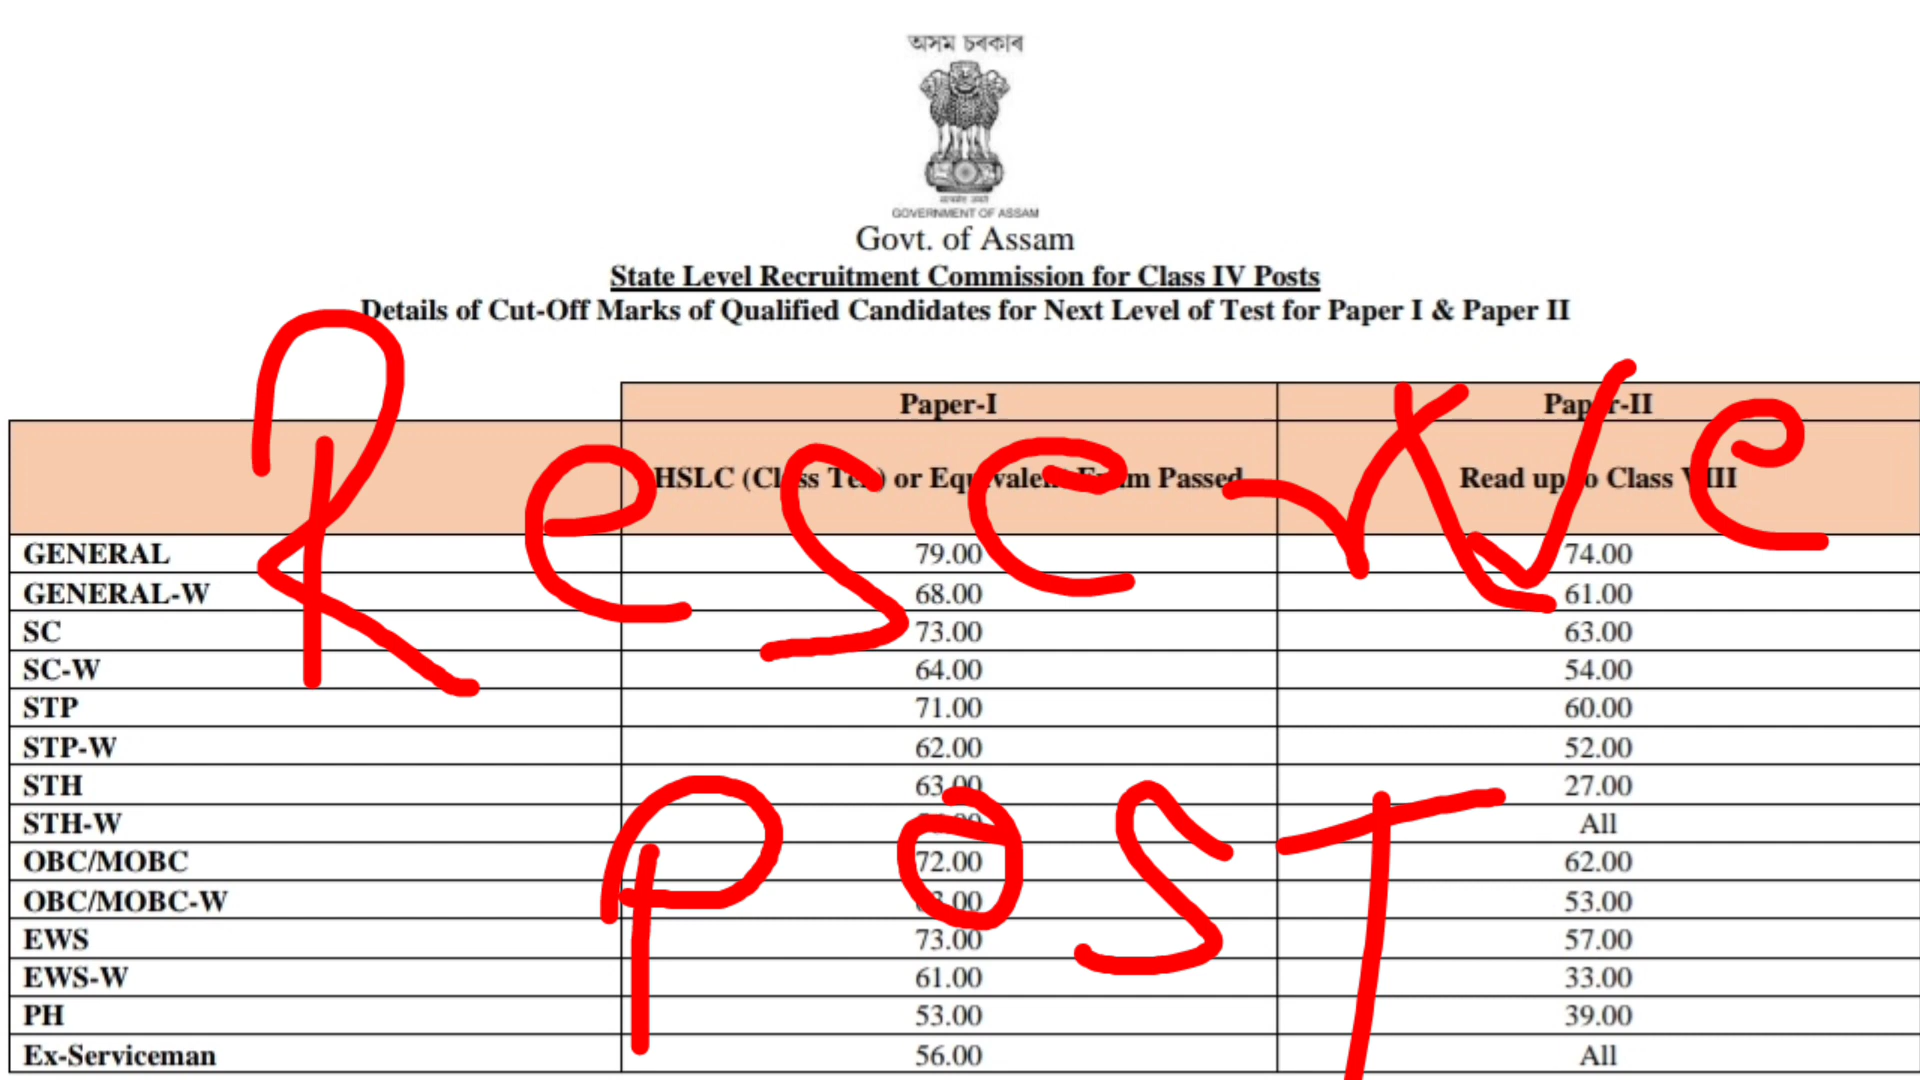 অসম চৰকাৰ
सत्यमेव जयते
GOVERNMENT OF ASSAM
Govt. of Assam
State Level Recruitment Commission for Class IV Posts
Details of Cut-Off Marks of Qualified Candidates for Next Level of Test for Paper I & Paper II
Paper-I Paper-II
HSLC (Class Ten) or Equivalent Exam Passed Read up to Class VIII
Reserve
GENERAL 79.00 74.00
GENERAL-W 68.00 61.00
SC 73.00 63.00
SC-W 64.00 54.00
STP 71.00 60.00
STP-W 62.00 52.00
STH 63.00 27.00
STH-W All
OBC/MOBC 72.00 62.00
OBC/MOBC-W 53.00
POST
EWS 73.00 57.00
EWS-W 61.00 33.00
PH 53.00 39.00
Ex-Serviceman 56.00 All